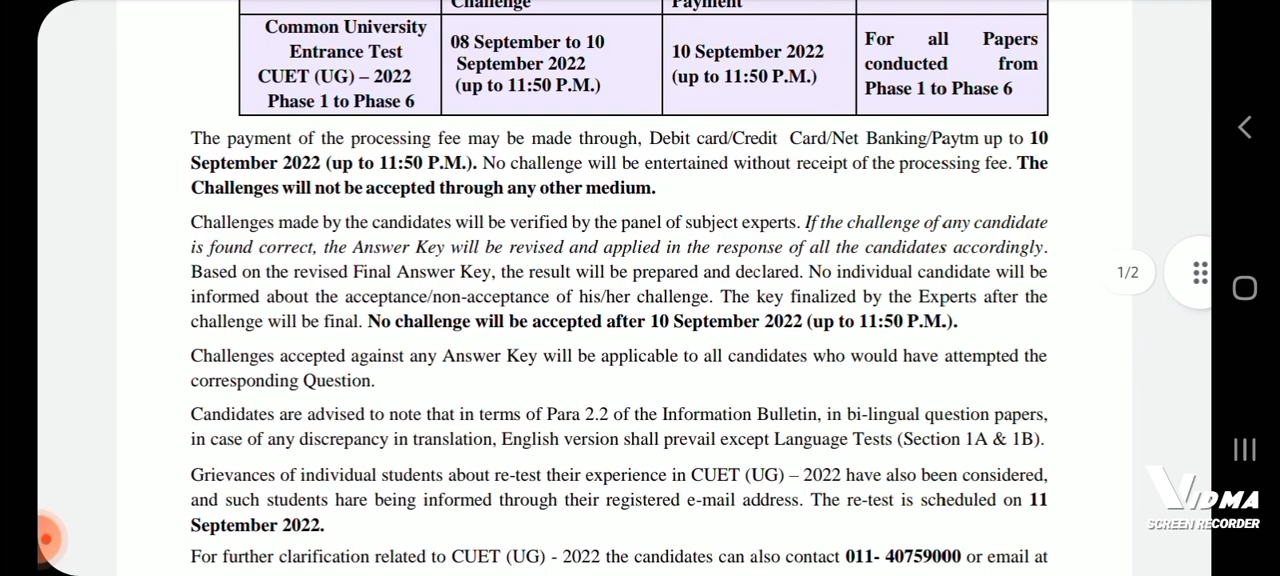 Challenge
Payment
Common University
Entrance Test
CUET (UG) – 2022
Phase 1 to Phase 6
08 September to 10
September 2022
(up to 11:50 P.M.)
10 September 2022
(up to 11:50 P.M.)
For all Papers
conducted from
Phase 1 to Phase 6
The payment of the processing fee may be made through, Debit card/Credit Card/Net Banking/Paytm up to 10
September 2022 (up to 11:50 P.M.). No challenge will be entertained without receipt of the processing fee. The
Challenges will not be accepted through any other medium.
Challenges made by the candidates will be verified by the panel of subject experts. If the challenge of any candidate
is found correct, the Answer Key will be revised and applied in the response of all the candidates accordingly.
Based on the revised Final Answer Key, the result will be prepared and declared. No individual candidate will be
informed about the acceptance/non-acceptance of his/her challenge. The key finalized by the Experts after the
challenge will be final. No challenge will be accepted after 10 September 2022 (up to 11:50 P.M.).
Challenges accepted against any Answer Key will be applicable to all candidates who would have attempted the
corresponding Question.
Candidates are advised to note that in terms of Para 2.2 of the Information Bulletin, in bi-lingual question papers,
in case of any discrepancy in translation, English version shall prevail except Language Tests (Section 1A & 1B).
Grievances of individual students about re-test their experience in CUET (UG) – 2022 have also been considered,
and such students hare being informed through their registered e-mail address. The re-test is scheduled on 11
September 2022.
For further clarification related to CUET (UG) - 2022 the candidates can also contact 011- 40759000 or email at
1/2
VIDMA
SCREEN RECORDER